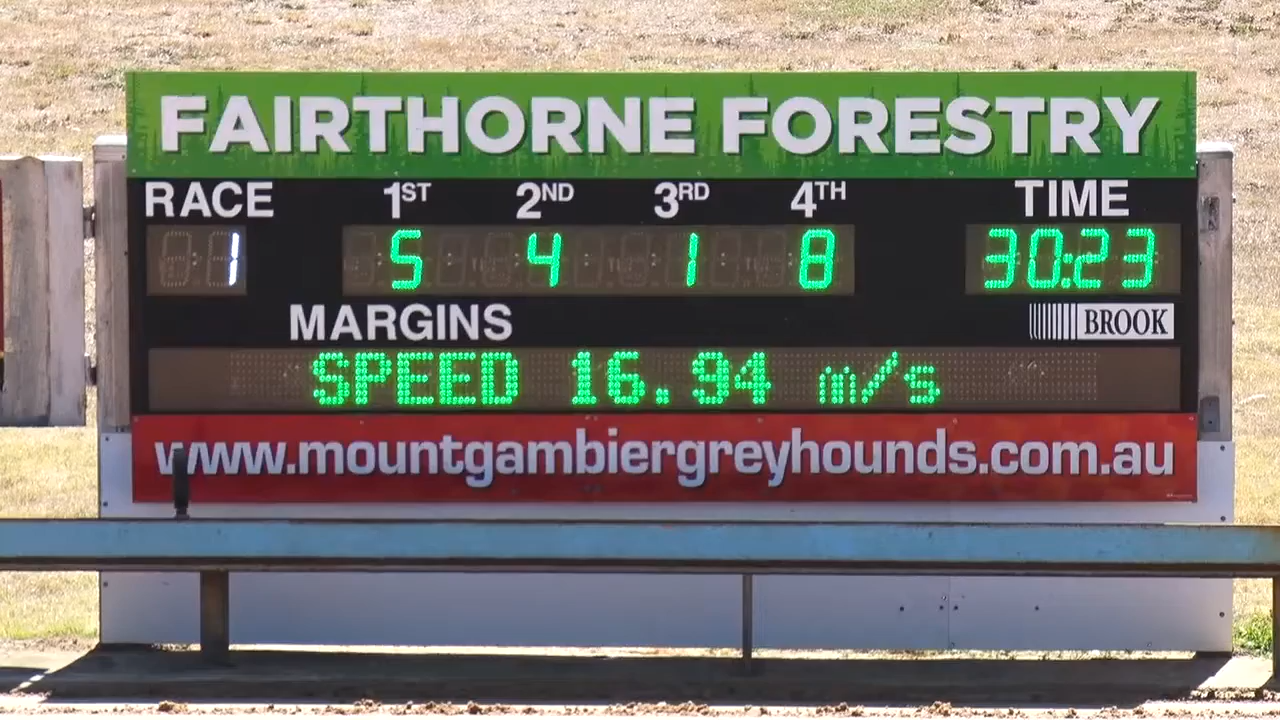 FAIRTHORNE FORESTRY
RACE 1ST 2ND 3RD 4TH TIME
1 5 4 1 8 30:23
MARGINS BROOK
SPEED 16.94 m/s
www.mountgambiergreyhounds.com.au